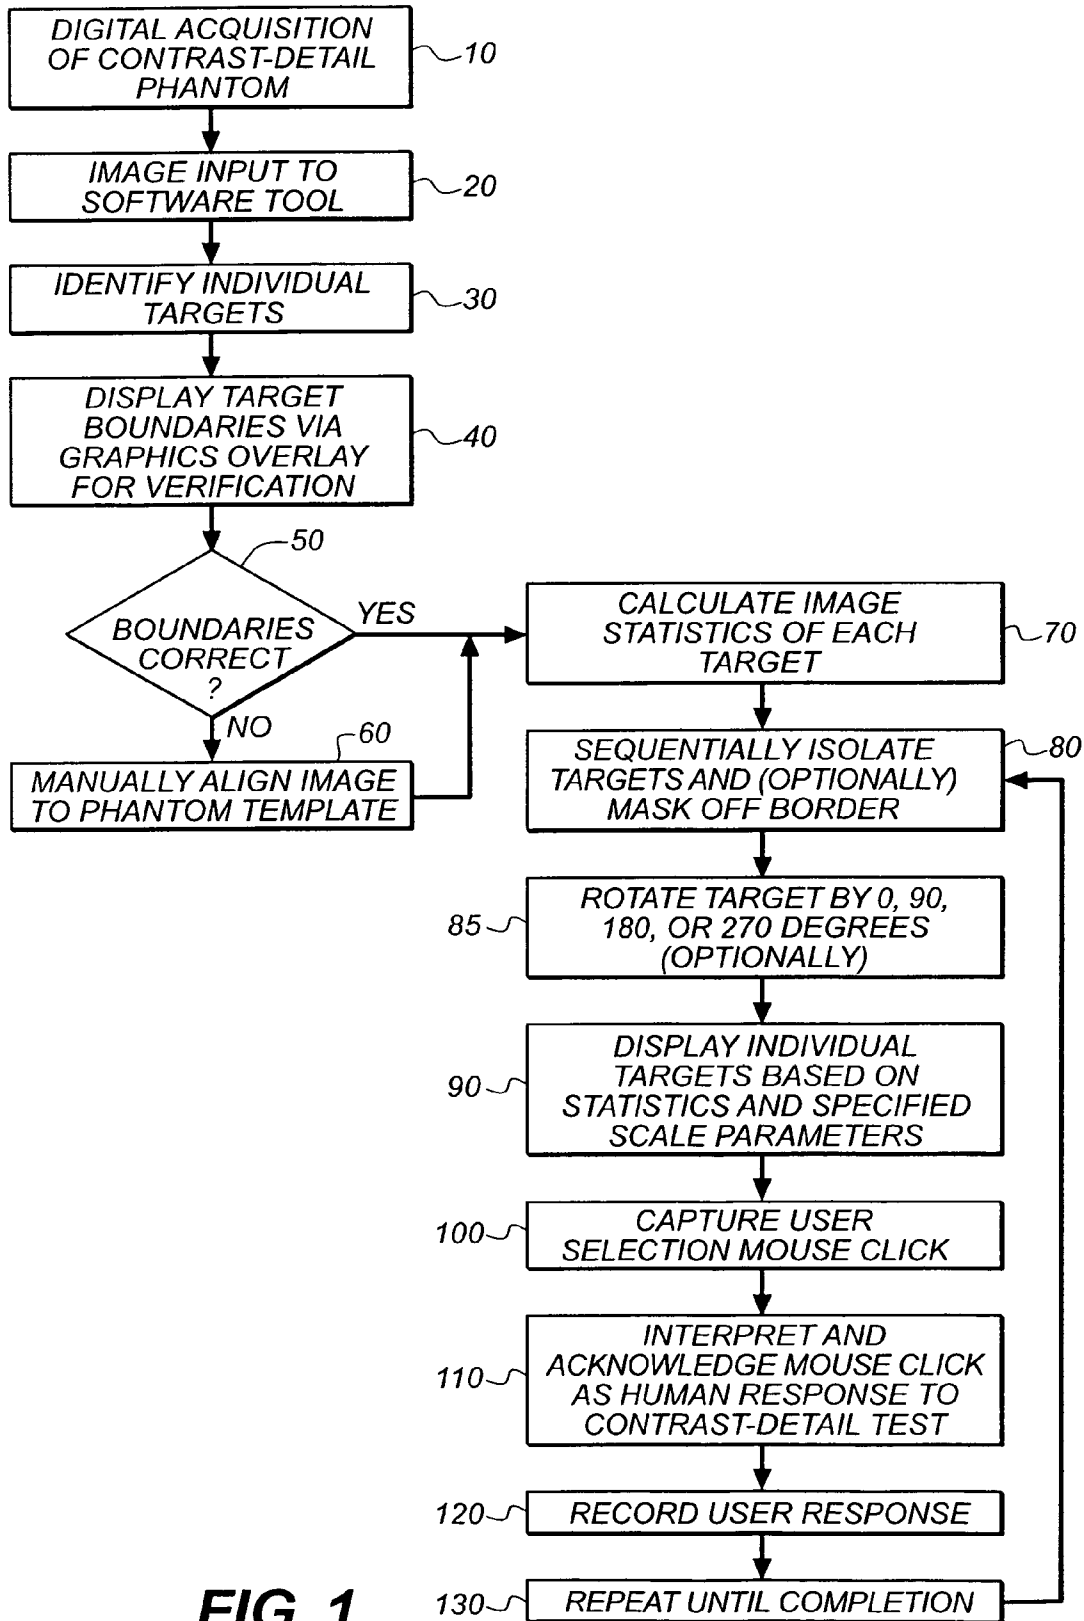 DIGITAL ACQUISITION
OF CONTRAST-DETAIL
PHANTOM
10
IMAGE INPUT TO
SOFTWARE TOOL
20
IDENTIFY INDIVIDUAL
TARGETS
30
DISPLAY TARGET
BOUNDARIES VIA
GRAPHICS OVERLAY
FOR VERIFICATION
40
50
BOUNDARIES
CORRECT
?
YES
NO
60
MANUALLY ALIGN IMAGE
TO PHANTOM TEMPLATE
CALCULATE IMAGE
STATISTICS OF EACH
TARGET
70
SEQUENTIALLY ISOLATE
TARGETS AND (OPTIONALLY)
MASK OFF BORDER
80
ROTATE TARGET BY 0, 90,
180, OR 270 DEGREES
(OPTIONALLY)
85
DISPLAY INDIVIDUAL
TARGETS BASED ON
STATISTICS AND SPECIFIED
SCALE PARAMETERS
90
CAPTURE USER
SELECTION MOUSE CLICK
100
INTERPRET AND
ACKNOWLEDGE MOUSE CLICK
AS HUMAN RESPONSE TO
CONTRAST-DETAIL TEST
110
RECORD USER RESPONSE
120
REPEAT UNTIL COMPLETION
130
FIG. 1